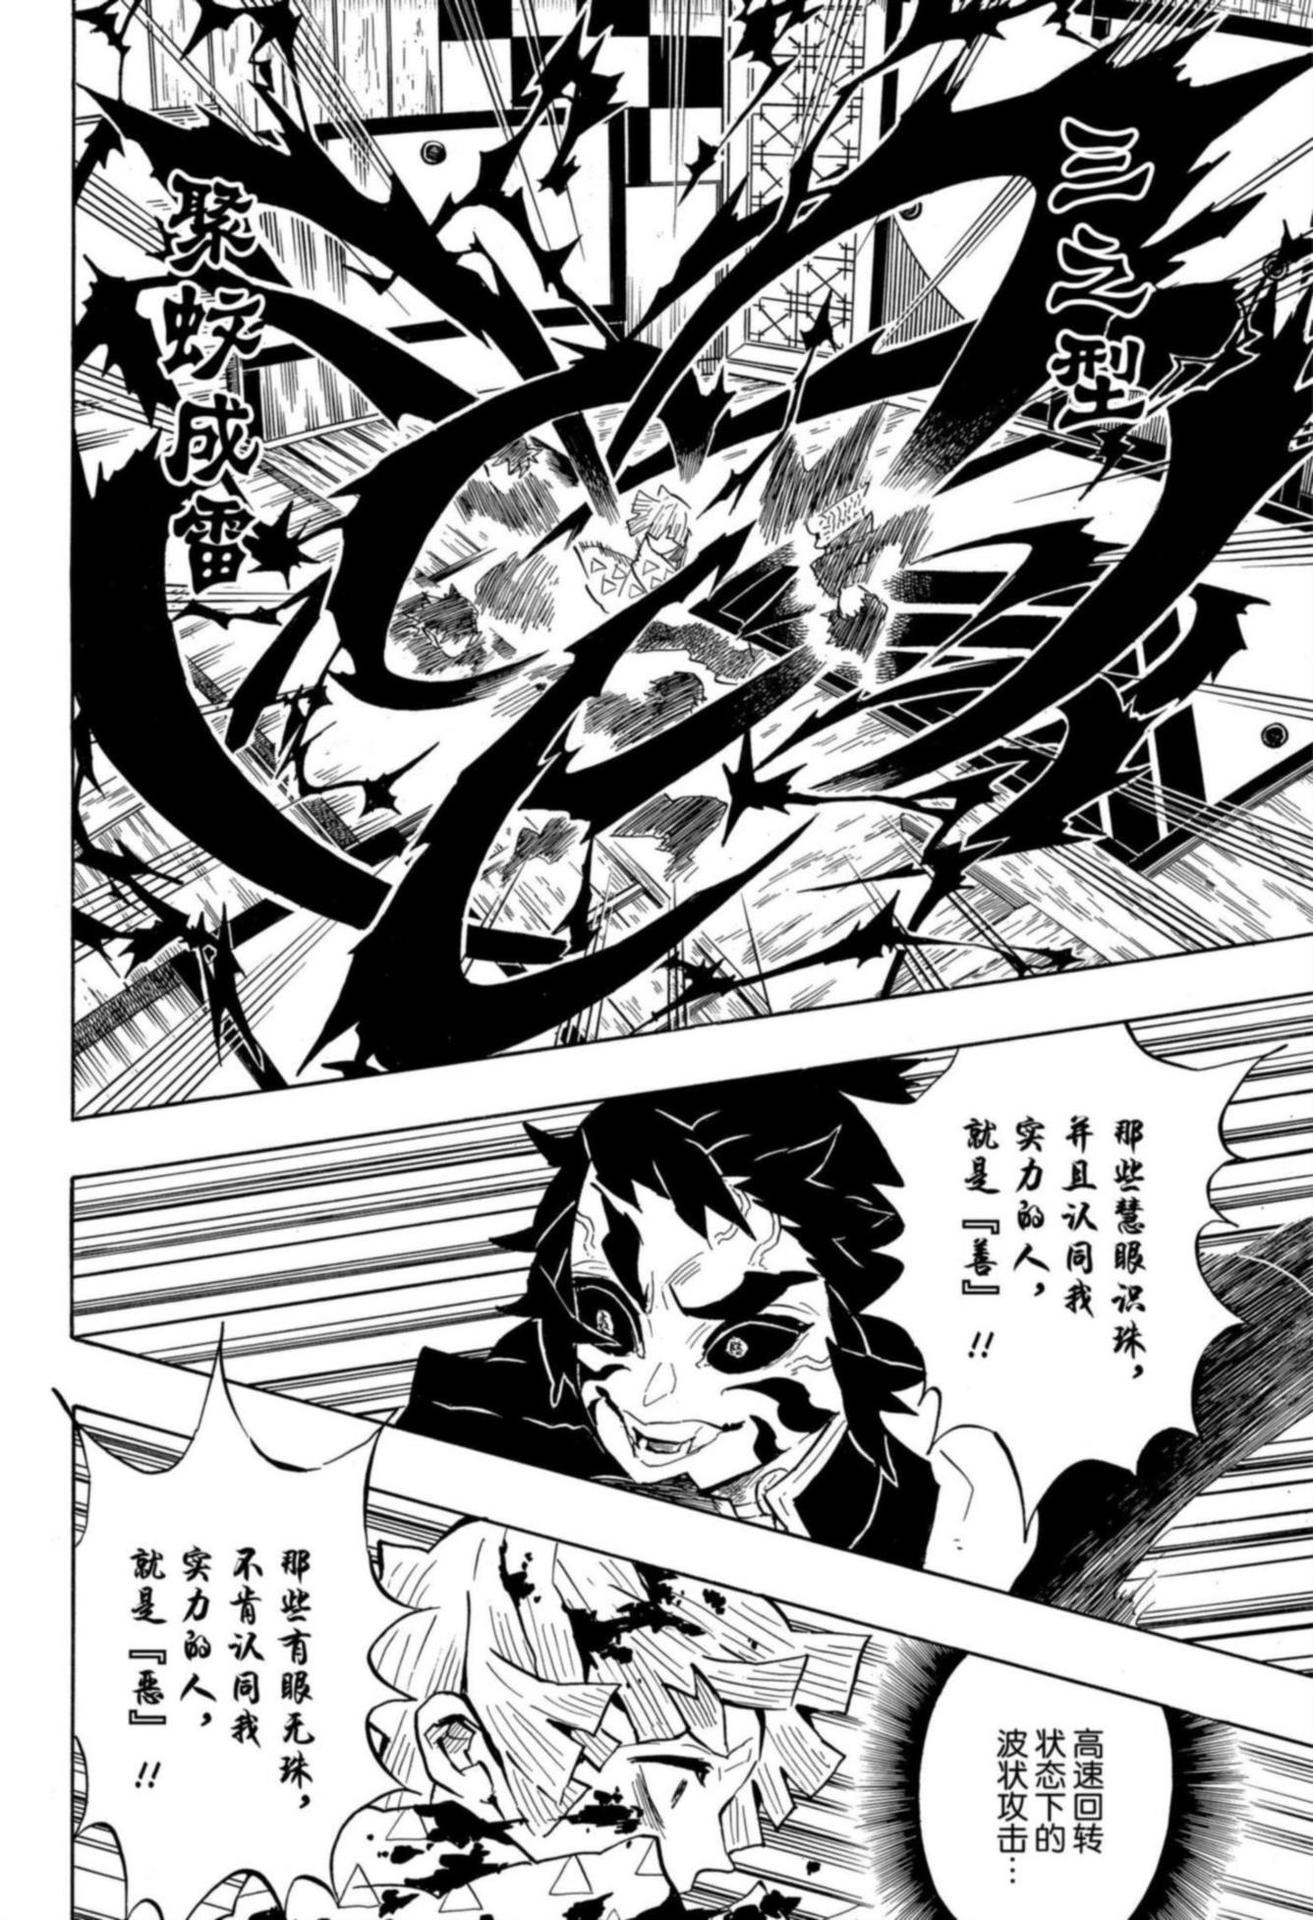 三之型
聚蚊成雷
那些慧眼识珠，
并且认同我
实力的人，
就是『善』!!
高速回转
状态下的
波状攻击…
那些有眼无珠，
不肯认同我
实力的人，
就是『恶』!!